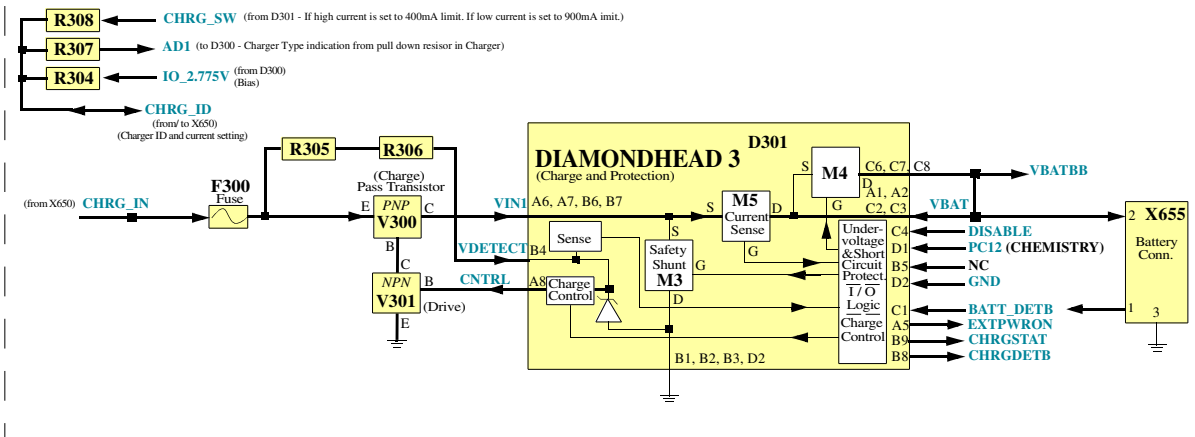 R308
CHRG_SW (from D301 - If high current is set to 400mA limit. If low current is set to 900mA imit.)
R307
AD1 (to D300 - Charger Type indication from pull down resisor in Charger)
R304
IO_2.775V (from D300)
(Bias)
CHRG_ID
(from/ to X650)
(Charger ID and current setting)
R305
R306
(Charge)
Pass Transistor
F300
Fuse
(from X650) CHRG_IN
E
PNP
V300
C
B
C
NPN
V301
B
E
(Drive)
VIN1
VDETECT
CNTRL
D301
DIAMONDHEAD 3
(Charge and Protection)
A6, A7, B6, B7
B4
A8
Sense
Charge
Control
S
Safety
Shunt
M3
G
D
S
M5
Current
Sense
D
G
S
M4
D
G
C6, C7, C8
A1, A2
C2, C3
Under-
voltage
&Short
Circuit
Protect.
I / O
Logic
Charge
Control
C4
D1
B5
D2
C1
A5
B9
B8
B1, B2, B3, D2
VBATBB
VBAT
DISABLE
PC12 (CHEMISTRY)
NC
GND
BATT_DETB
EXTPWRON
CHRGSTAT
CHRGDETB
2
X655
Battery
Conn.
1
3